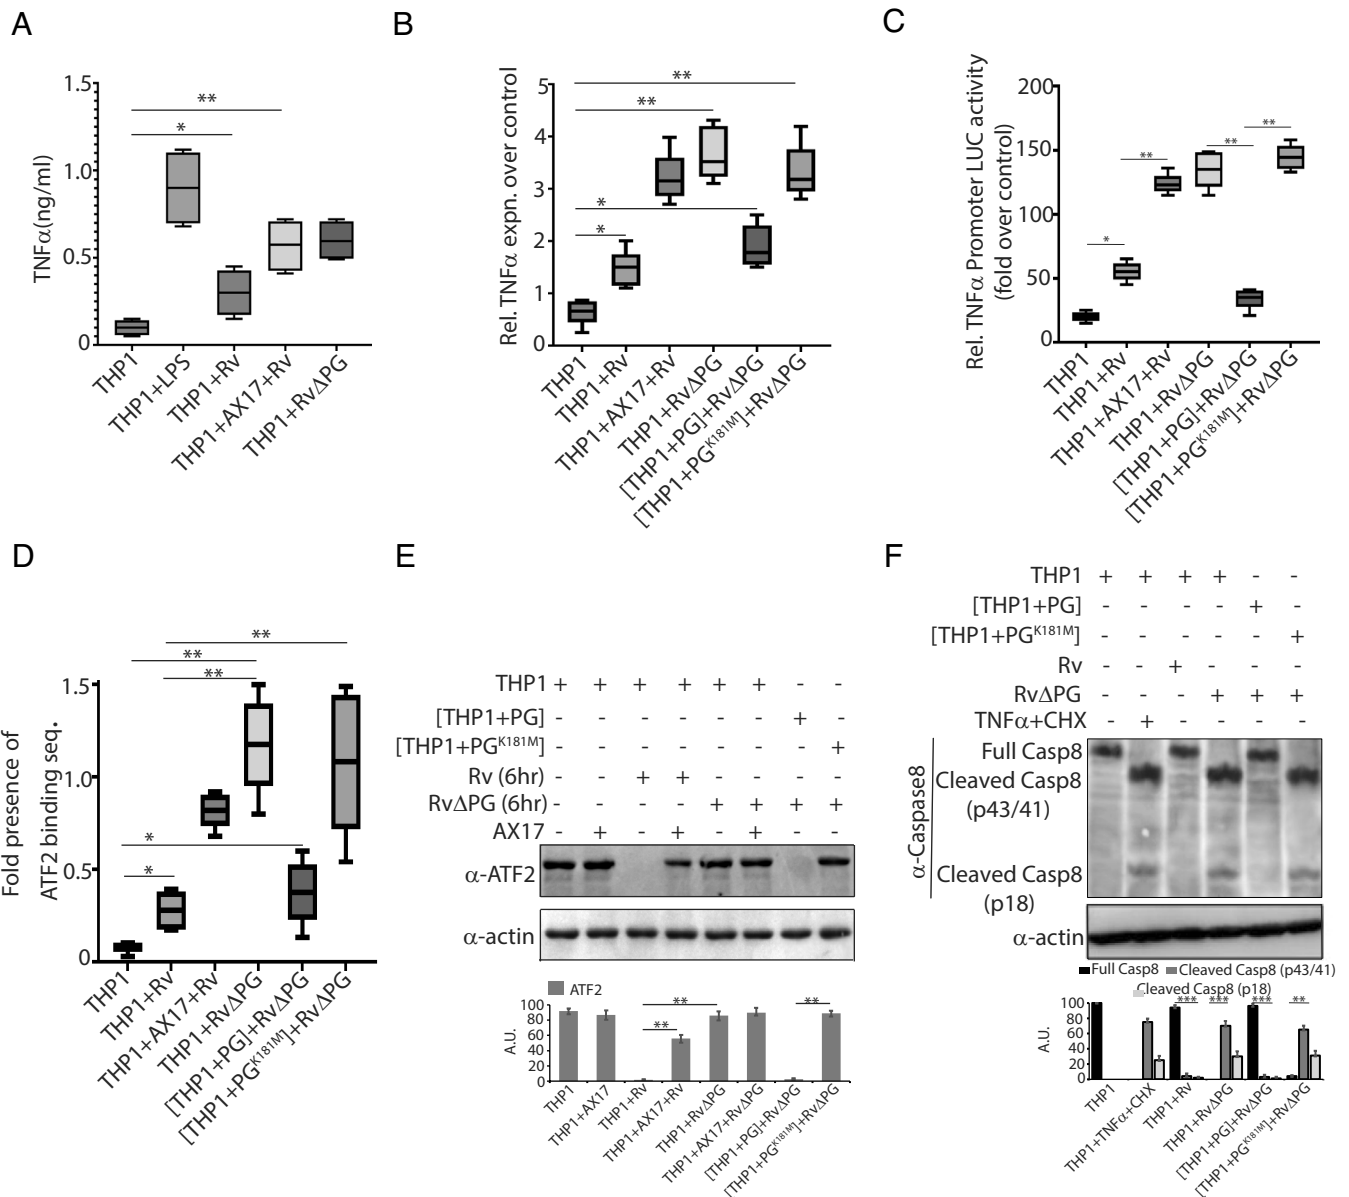 A
TNFα(ng/ml)
1.5
1.0
0.5
0
**
*
THP1
THP1+LPS
THP1+Rv
THP1+AX17+Rv
THP1+RvΔPG
B
Rel. TNFα expn. over control
5
4
3
2
1
0
**
**
*
*
THP1
THP1+Rv
THP1+AX17+Rv
THP1+RvΔPG
[THP1+PG]+RvΔPG
[THP1+PGK181M]+RvΔPG
C
Rel. TNFα Promoter LUC activity
(fold over control)
200
150
100
50
0
*
**
**
**
THP1
THP1+Rv
THP1+AX17+Rv
THP1+RvΔPG
[THP1+PG]+RvΔPG
[THP1+PGK181M]+RvΔPG
D
Fold presence of
ATF2 binding seq.
1.5
1.0
0.5
0
**
**
**
*
*
THP1
THP1+Rv
THP1+AX17+Rv
THP1+RvΔPG
[THP1+PG]+RvΔPG
[THP1+PGK181M]+RvΔPG
E
THP1 + + + + + + - -
[THP1+PG] - - - - - - + -
[THP1+PGK181M] - - - - - - - +
Rv (6hr) - - + + - - - -
RvΔPG (6hr) - - - - + + + +
AX17 - + - + - + - -
α-ATF2
α-actin
ATF2
A.U.
100
80
60
40
20
0
**
**
**
THP1
THP1+AX17
THP1+Rv
THP1+AX17+Rv
THP1+RvΔPG
THP1+AX17+RvΔPG
[THP1+PG]+RvΔPG
[THP1+PGK181M]+RvΔPG
F
THP1 + + + + - -
[THP1+PG] - - - - + -
[THP1+PGK181M] - - - - - +
Rv - - + - - -
RvΔPG - - - + + +
TNFα+CHX - + - - - -
α-Caspase8
Full Casp8
Cleaved Casp8
(p43/41)
Cleaved Casp8
(p18)
α-actin
Full Casp8 Cleaved Casp8 (p43/41)
Cleaved Casp8 (p18)
A.U.
100
80
60
40
20
0
*** *** *** **
THP1
THP1+TNFα+CHX
THP1+Rv
THP1+RvΔPG
[THP1+PG]+RvΔPG
[THP1+PGK181M]+RvΔPG